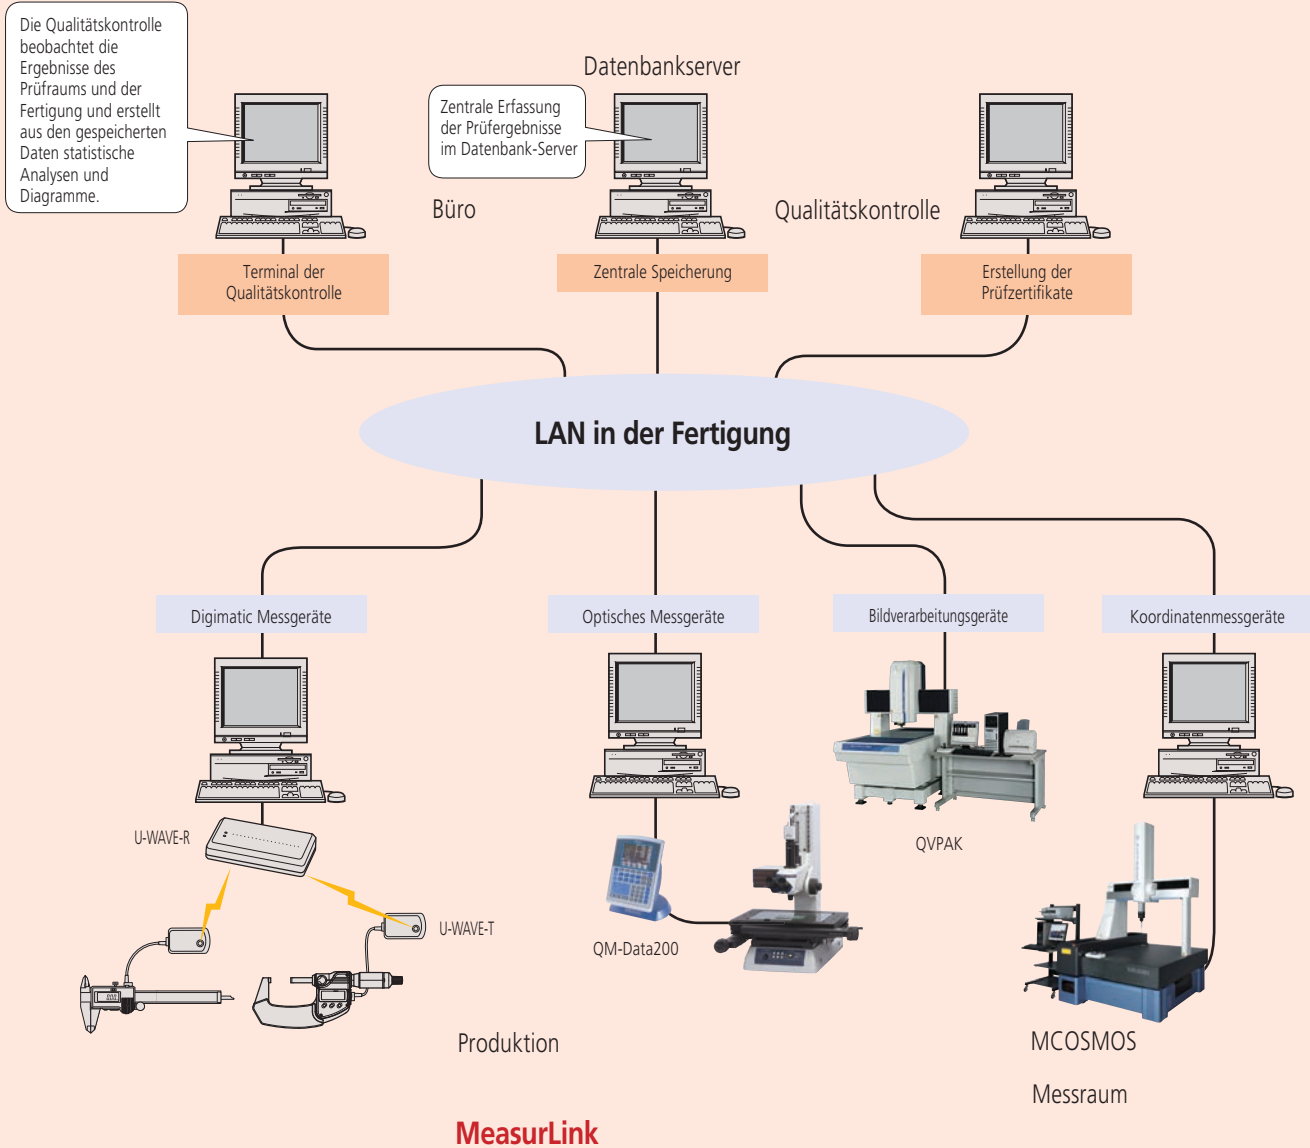 Die Qualitätskontrolle
beobachtet die
Ergebnisse des
Prüfraums und der
Fertigung und erstellt
aus den gespeicherten
Daten statistische
Analysen und
Diagramme.
Datenbankserver
Zentrale Erfassung
der Prüfergebnisse
im Datenbank-Server
Büro
Qualitätskontrolle
Terminal der
Qualitätskontrolle
Zentrale Speicherung
Erstellung der
Prüfzertifikate
LAN in der Fertigung
Digimatic Messgeräte
Optisches Messgeräte
Bildverarbeitungsgeräte
Koordinatenmessgeräte
U-WAVE-R
QVPAK
U-WAVE-T
QM-Data200
Produktion
MCOSMOS
Messraum
MeasurLink